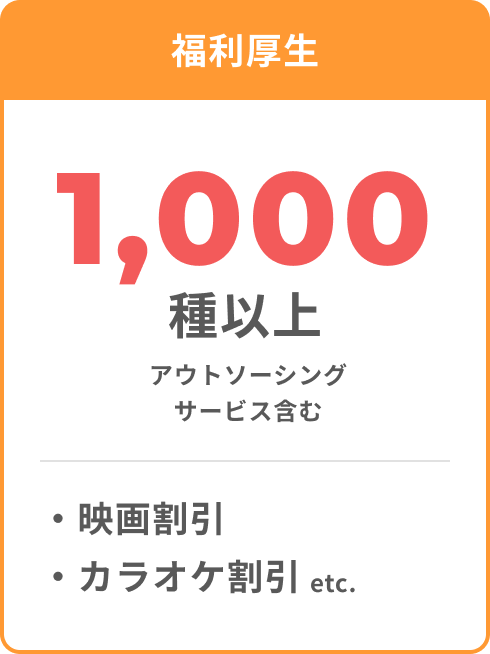 福利厚生
1,000
種以上
アウトソーシング
サービス含む
・映画割引
・カラオケ割引 etc.